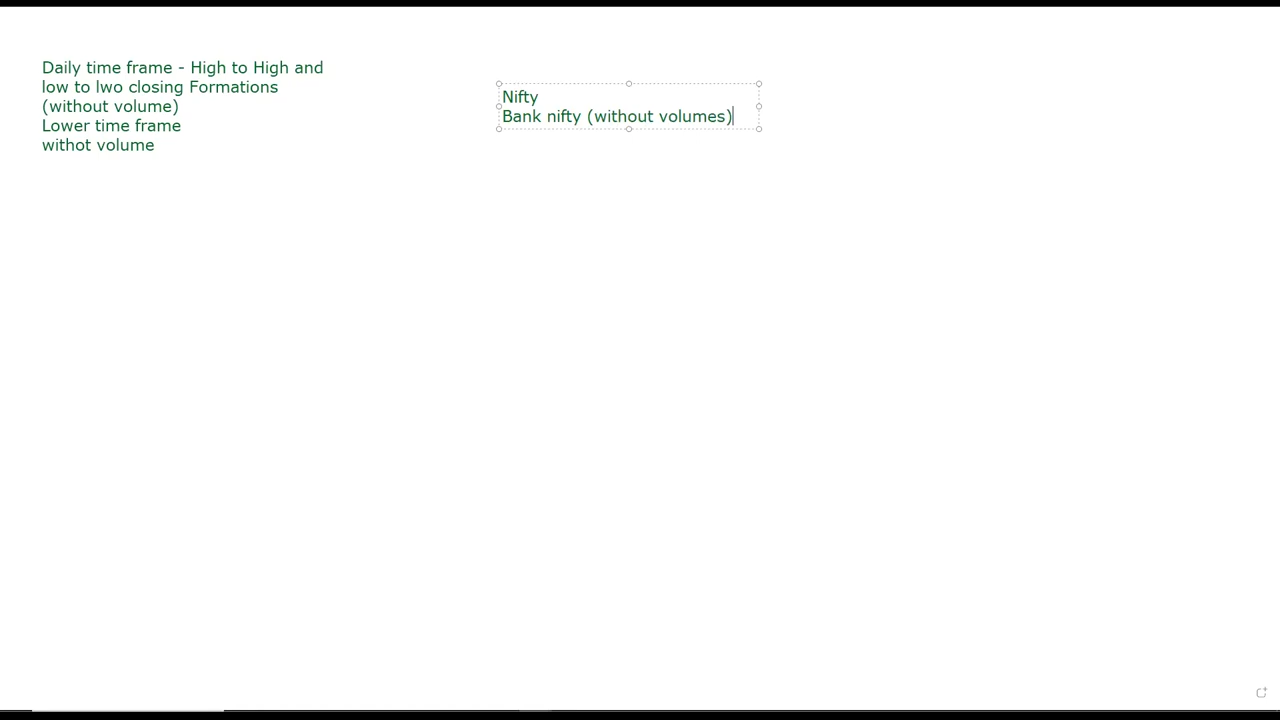 Daily time frame - High to High and
low to lwo closing Formations
(without volume)
Lower time frame
withot volume
Nifty
Bank nifty (without volumes)